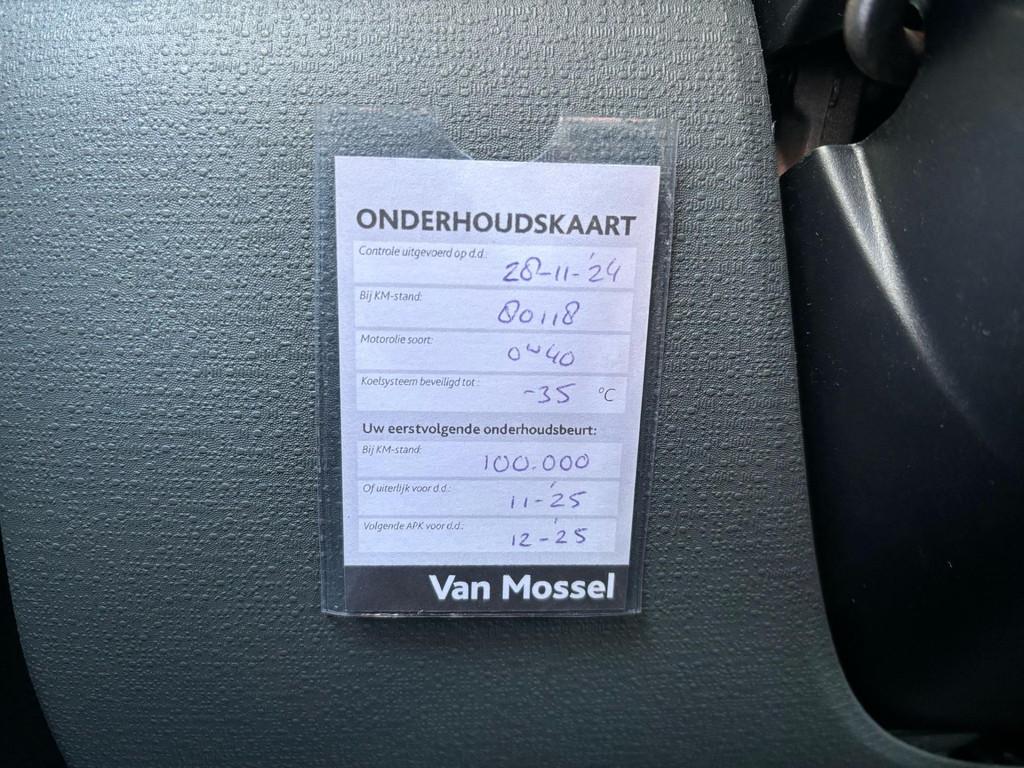 ONDERHOUDSKAART
Controle uitgevoerd op d.d.: 28-11-'24
Bij KM-stand: 80118
Motorolie soort: 0W40
Koelsysteem beveiligd tot: -35 °C
Uw eerstvolgende onderhoudsbeurt:
Bij KM-stand: 100.000
Of uiterlijk voor d.d.: 11-'25
Volgende APK voor d.d.: 12-'25
Van Mossel